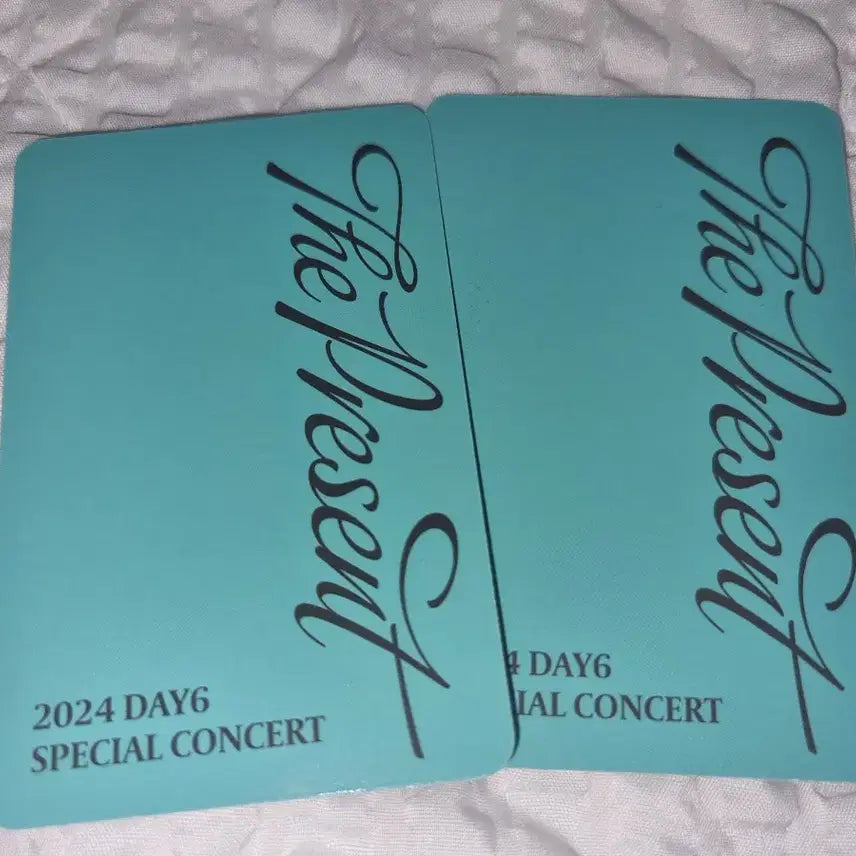 The Present
2024 DAY6
SPECIAL CONCERT
The Present
4 DAY6
IAL CONCERT